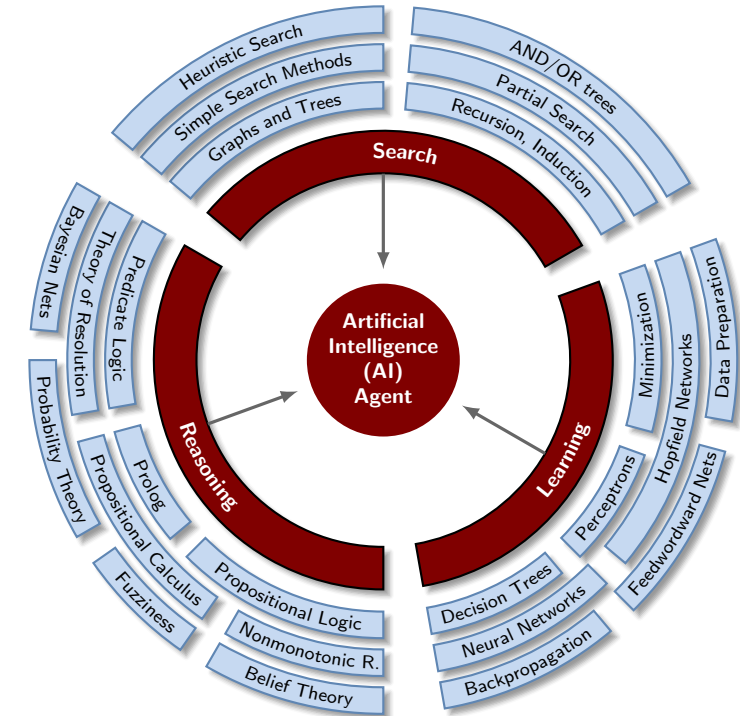 Heuristic Search
Simple Search Methods
Graphs and Trees
AND/OR trees
Partial Search
Recursion, Induction
Search
Bayesian Nets
Theory of Resolution
Predicate Logic
Probability Theory
Propositional Calculus
Prolog
Fuzziness
Propositional Logic
Nonmonotonic R.
Belief Theory
Reasoning
Artificial
Intelligence
(AI)
Agent
Learning
Minimization
Hopfield Networks
Data Preparation
Perceptrons
Feedwordward Nets
Decision Trees
Neural Networks
Backpropagation